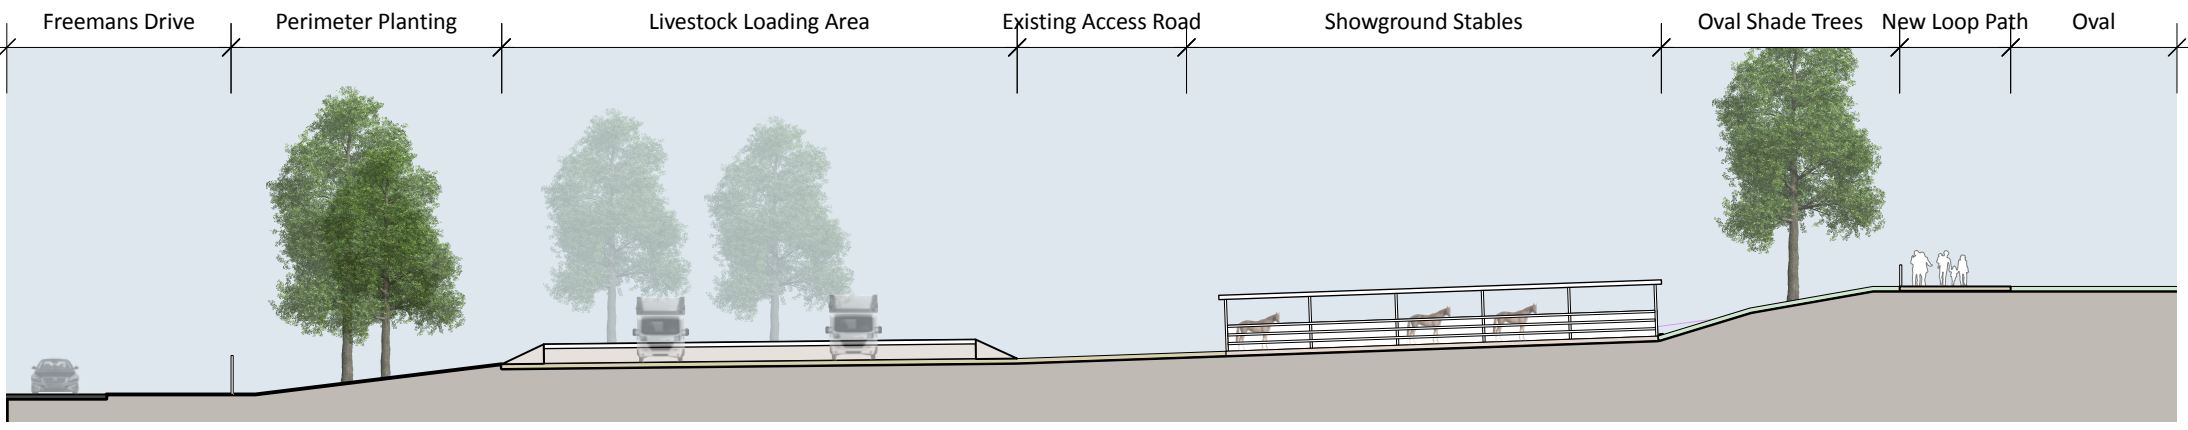 Freemans Drive
Perimeter Planting
Livestock Loading Area
Existing Access Road
Showground Stables
Oval Shade Trees
New Loop Path
Oval